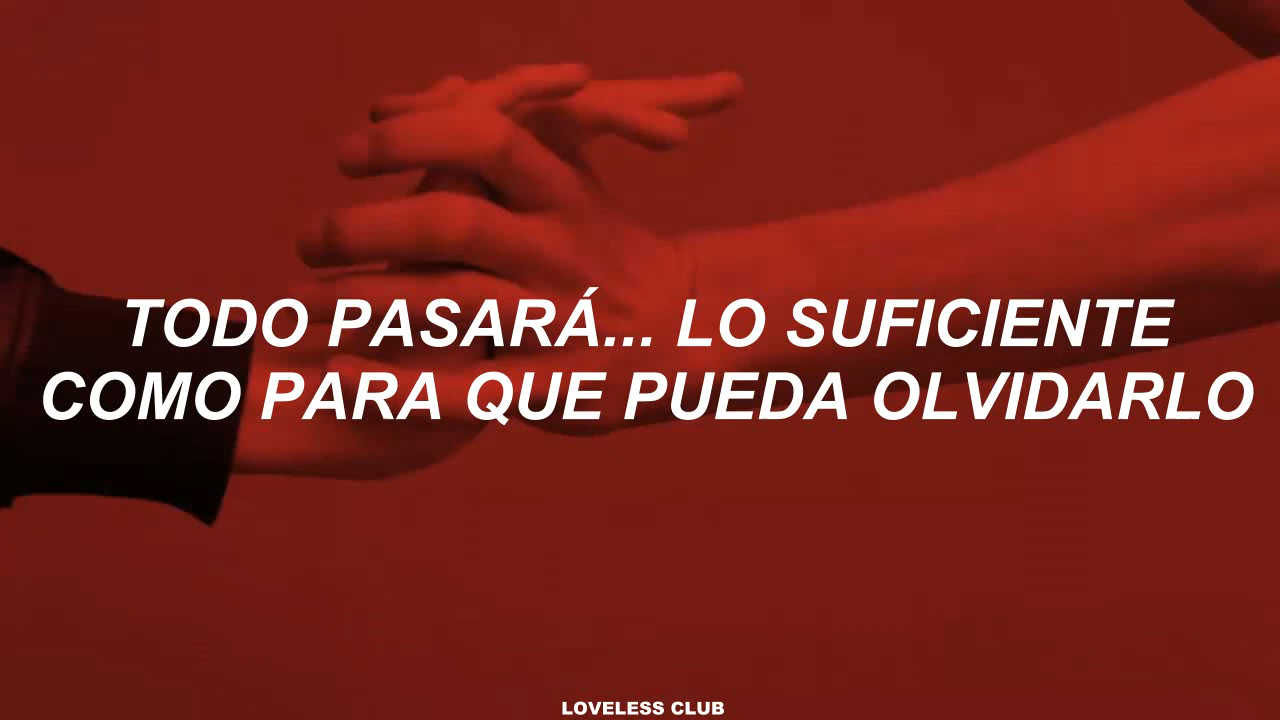 TODO PASARÁ... LO SUFICIENTE
COMO PARA QUE PUEDA OLVIDARLO
LOVELESS CLUB